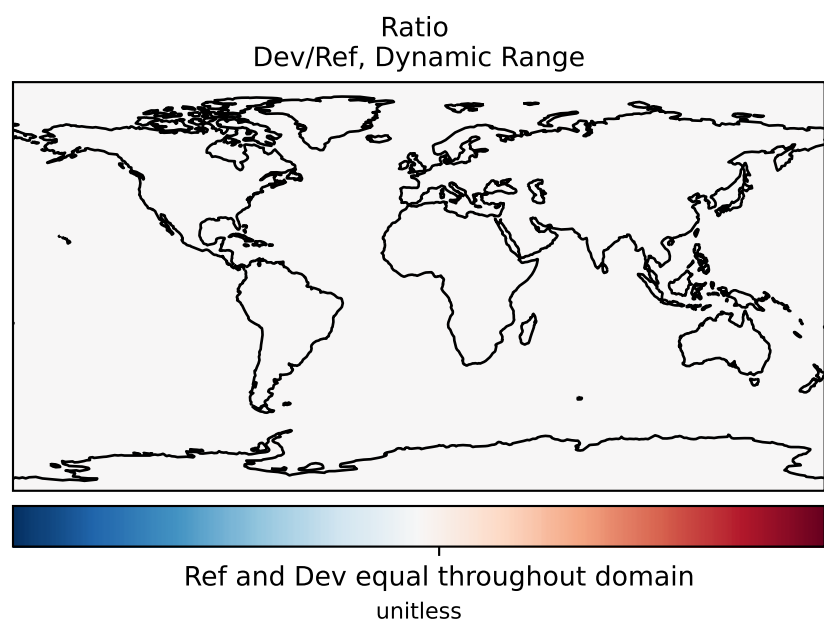 Ratio
Dev/Ref, Dynamic Range
Ref and Dev equal throughout domain
unitless